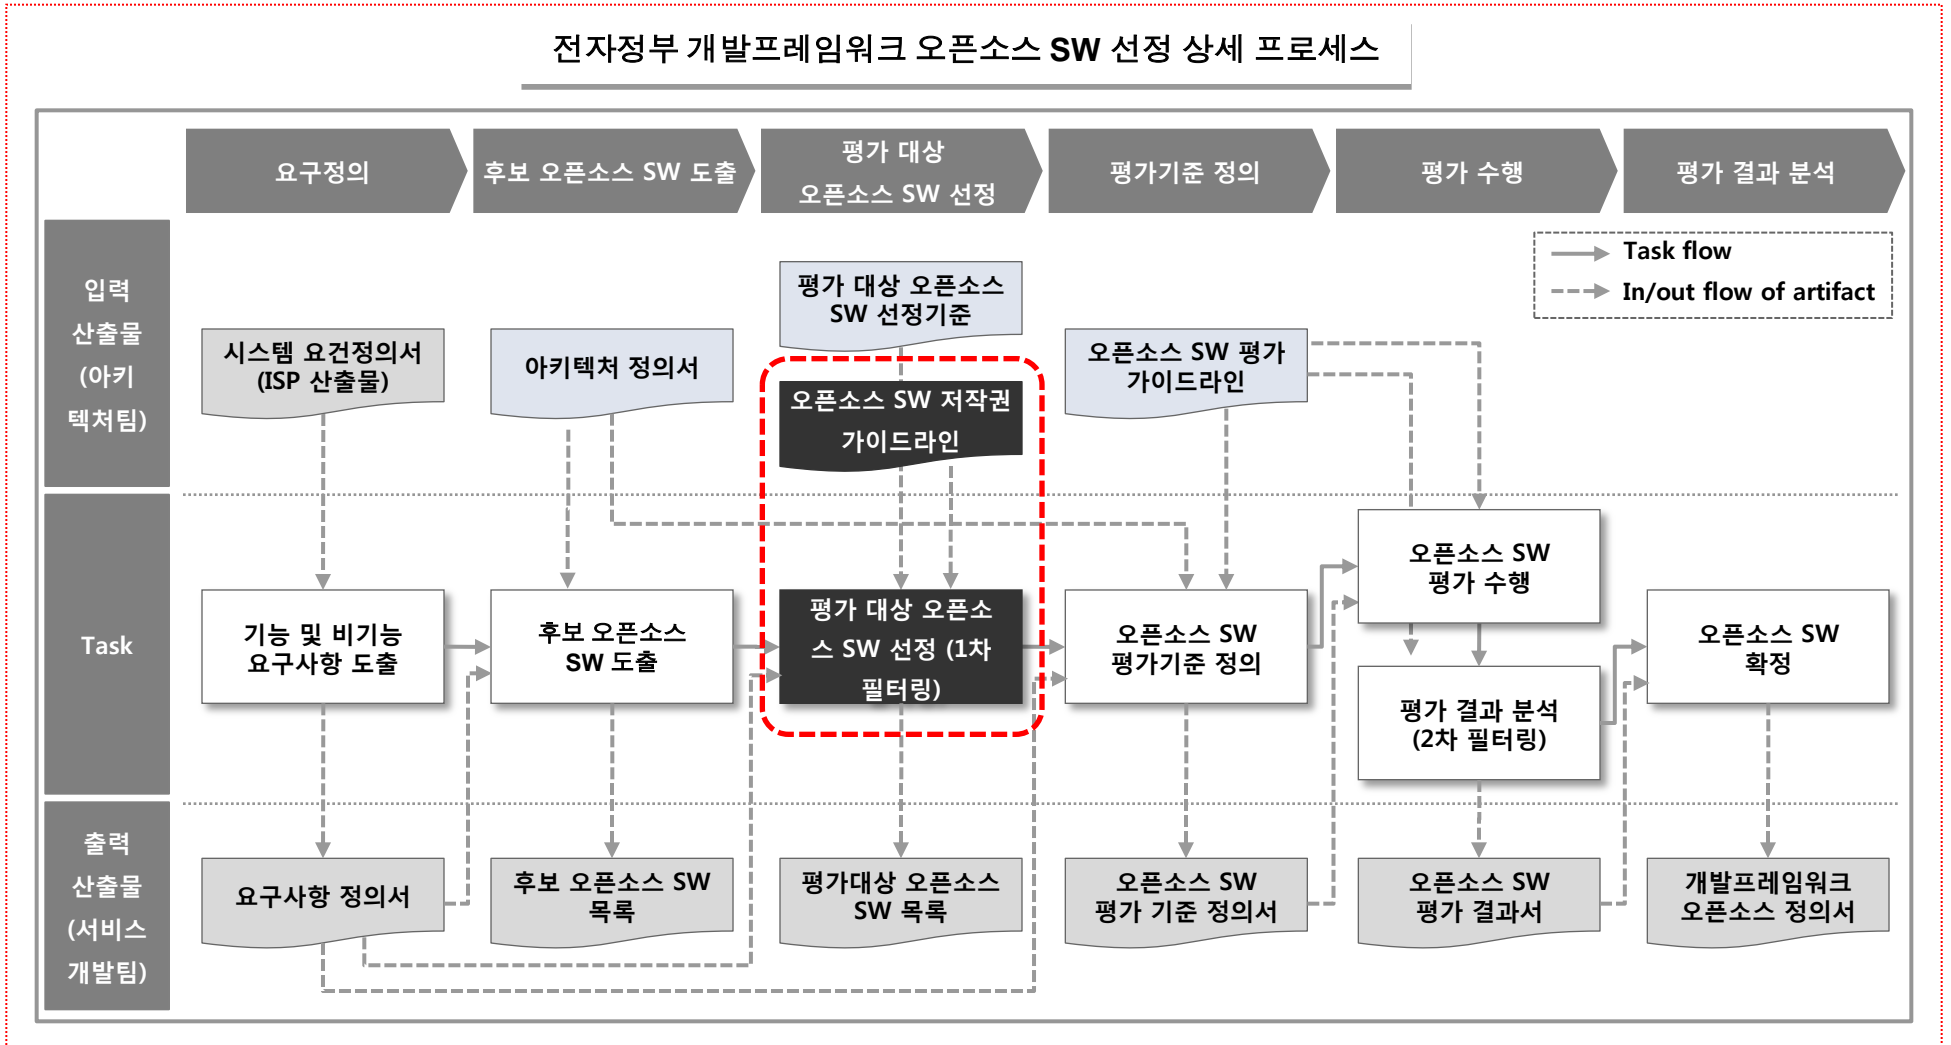 전자정부 개발프레임워크 오픈소스 SW 선정 상세 프로세스
요구정의
후보 오픈소스 SW 도출
평가 대상
오픈소스 SW 선정
평가기준 정의
평가 수행
평가 결과 분석
입력
산출물
(아키
텍처팀)
Task flow
In/out flow of artifact
시스템 요건정의서
(ISP 산출물)
아키텍처 정의서
평가 대상 오픈소스
SW 선정기준
오픈소스 SW 저작권
가이드라인
오픈소스 SW 평가
가이드라인
Task
기능 및 비기능
요구사항 도출
후보 오픈소스
SW 도출
평가 대상 오픈소
스 SW 선정 (1차
필터링)
오픈소스 SW
평가기준 정의
오픈소스 SW
평가 수행
평가 결과 분석
(2차 필터링)
오픈소스 SW
확정
출력
산출물
(서비스
개발팀)
요구사항 정의서
후보 오픈소스 SW
목록
평가대상 오픈소스
SW 목록
오픈소스 SW
평가 기준 정의서
오픈소스 SW
평가 결과서
개발프레임워크
오픈소스 정의서